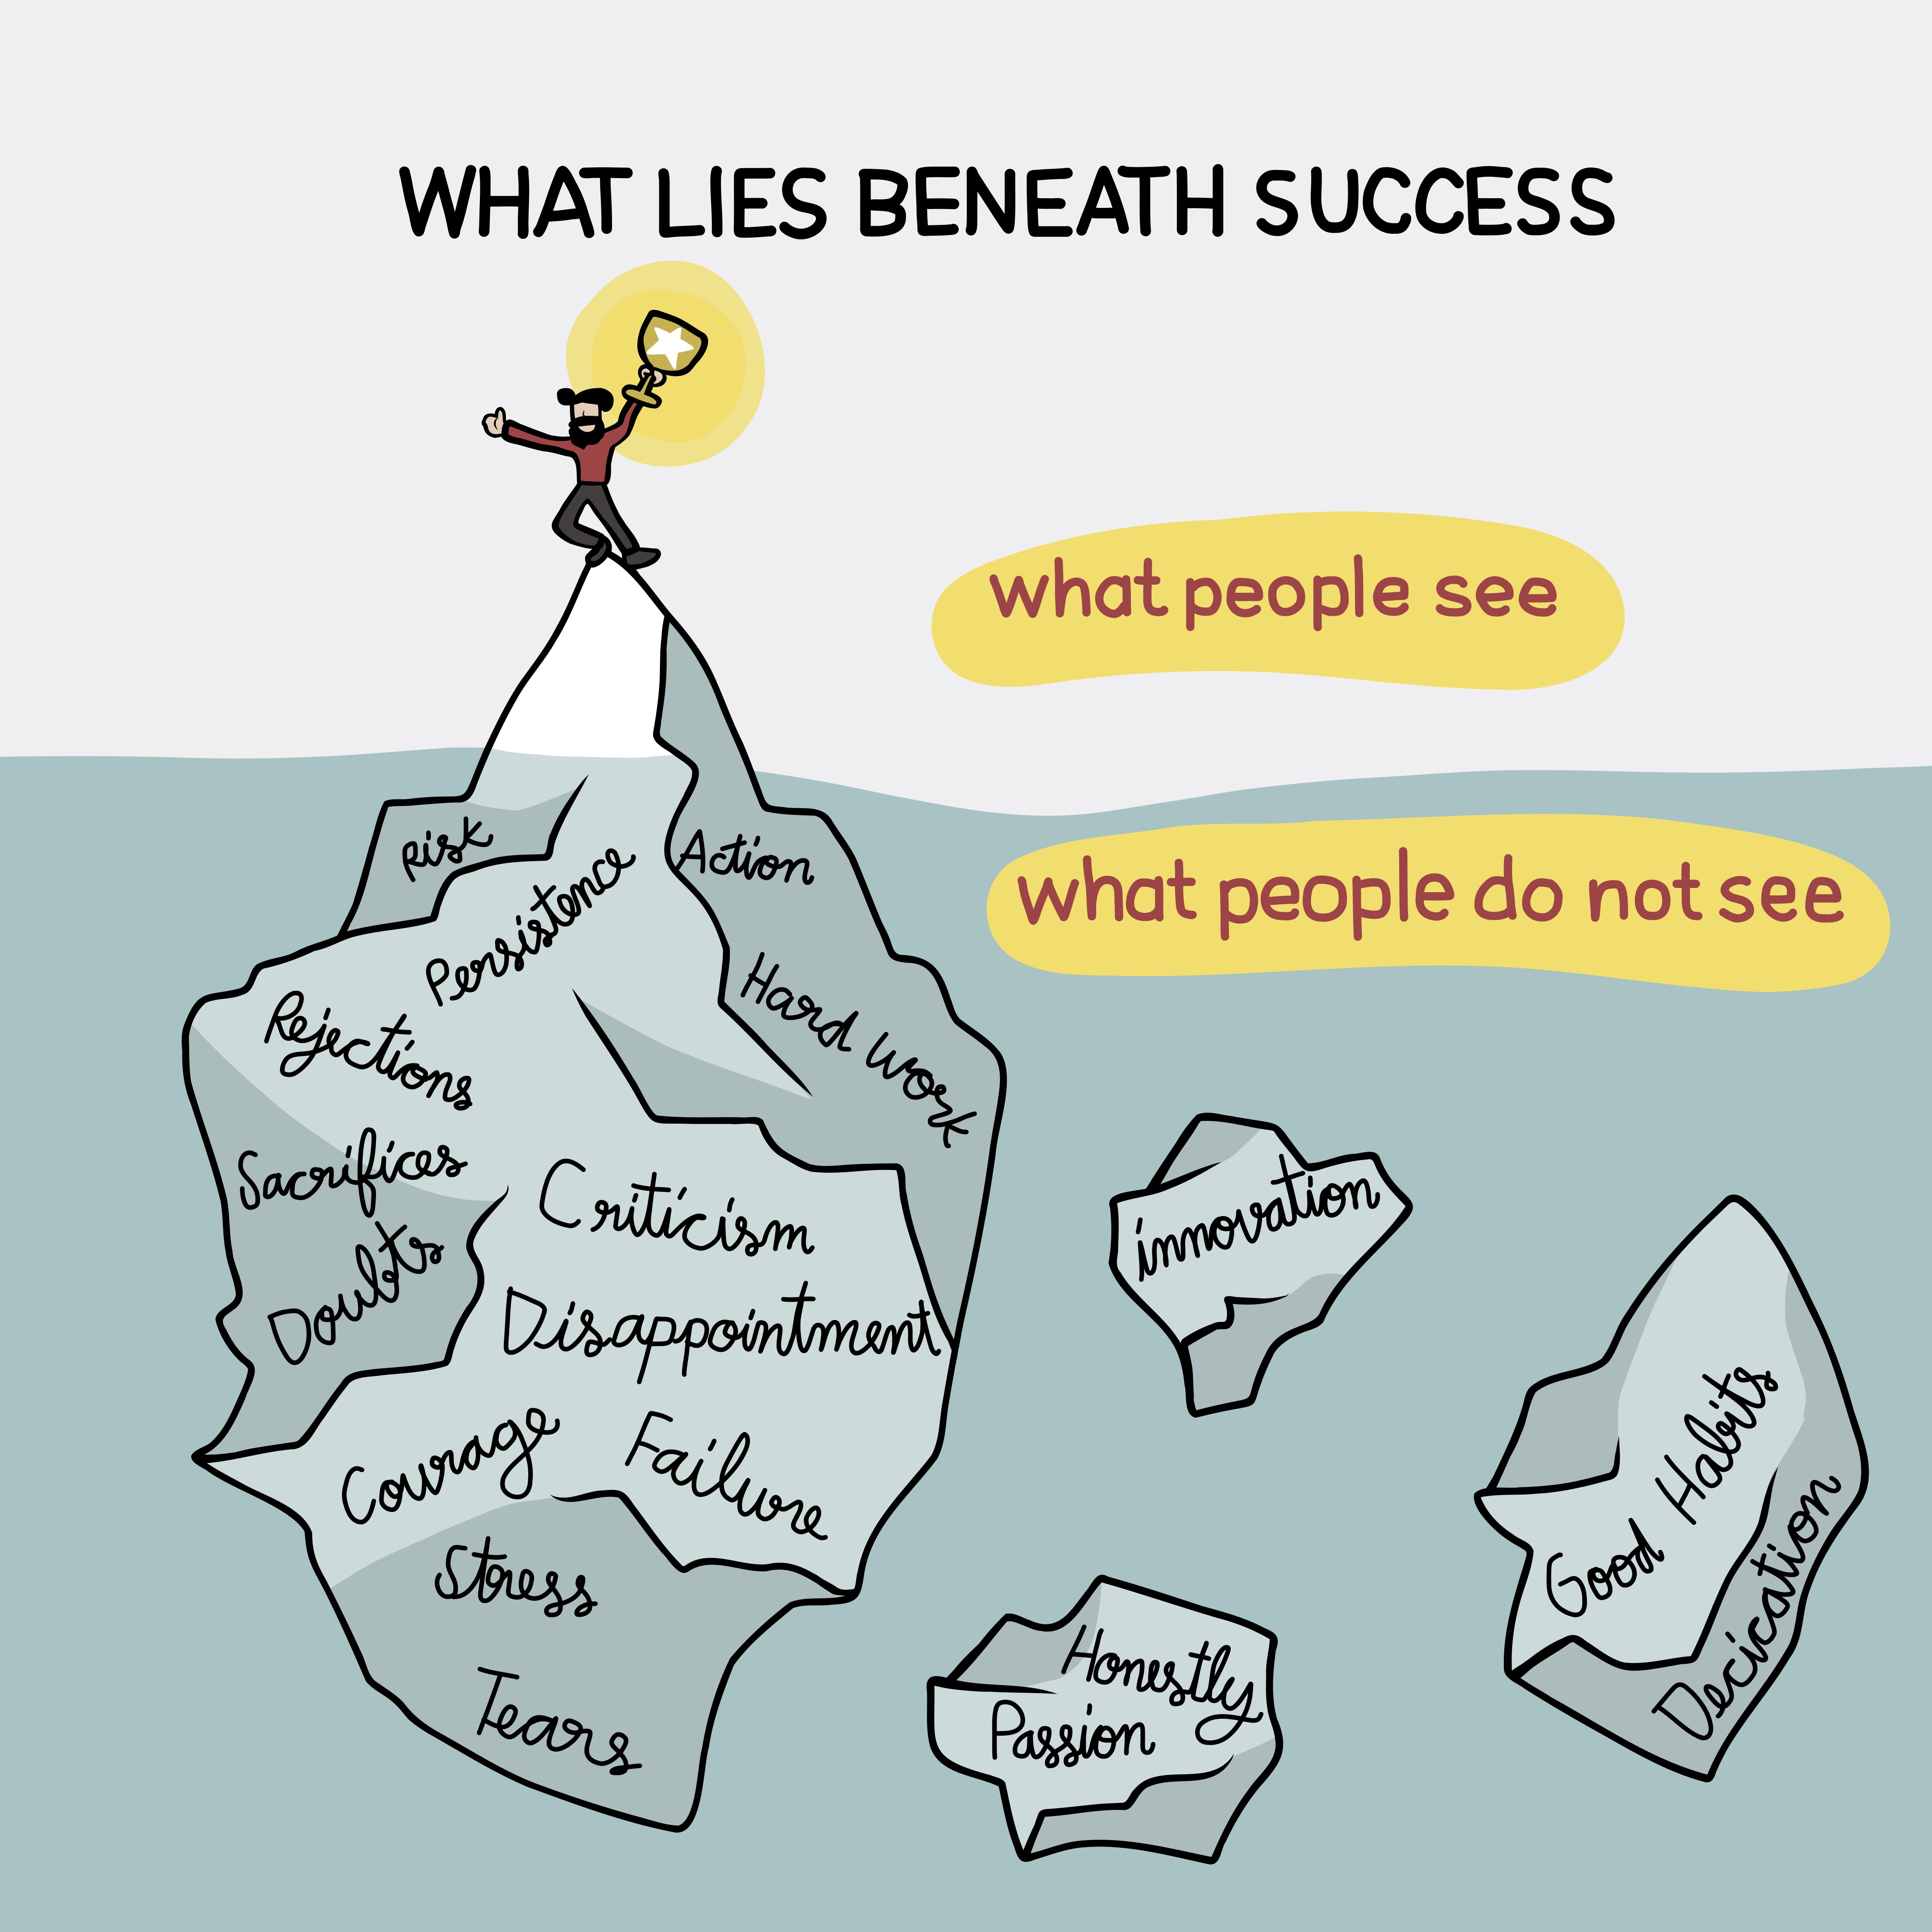 WHAT LIES BENEATH SUCCESS
what people see
what people do not see
Risk
Action
Persistence
Rejections
Hard Work
Sacrifices
Doubts
Criticism
Disappointment
Courage
Failure
Stress
Tears
innovation
Good Habits
Dedication
Honestly
Passion